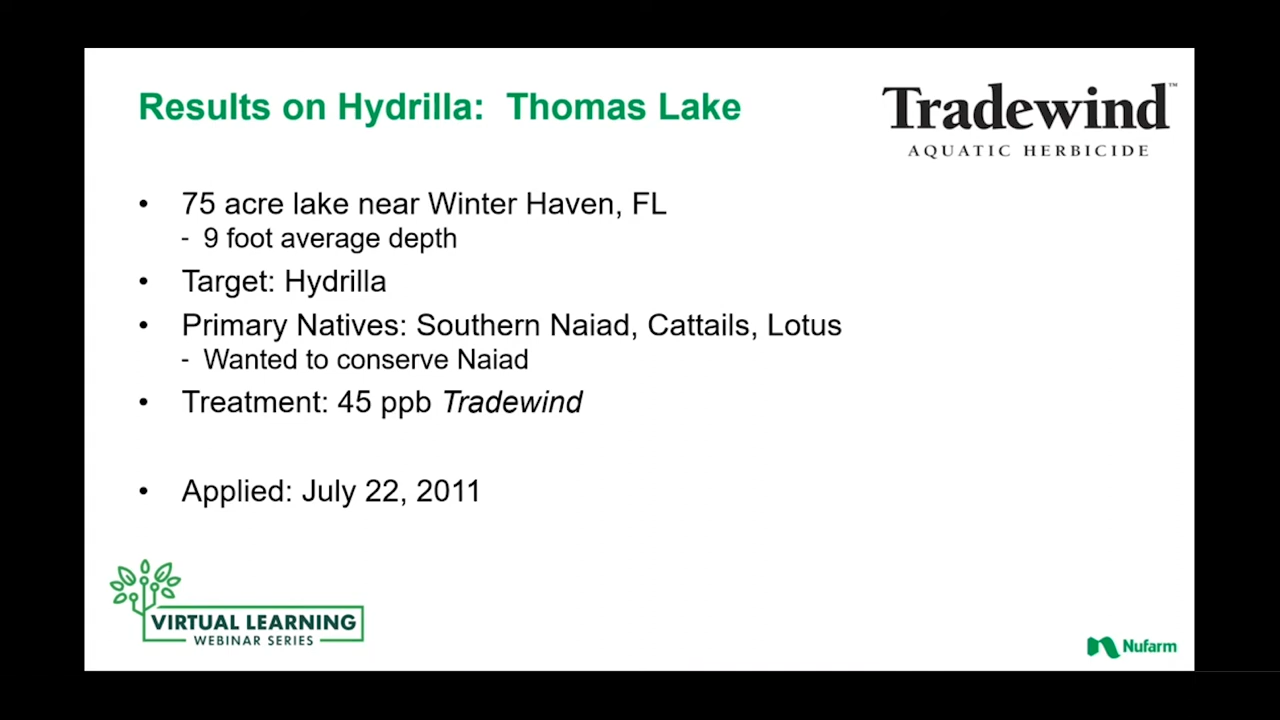 Results on Hydrilla: Thomas Lake
Tradewind™
AQUATIC HERBICIDE
• 75 acre lake near Winter Haven, FL
- 9 foot average depth
• Target: Hydrilla
• Primary Natives: Southern Naiad, Cattails, Lotus
- Wanted to conserve Naiad
• Treatment: 45 ppb Tradewind
• Applied: July 22, 2011
VIRTUAL LEARNING
WEBINAR SERIES
Nufarm